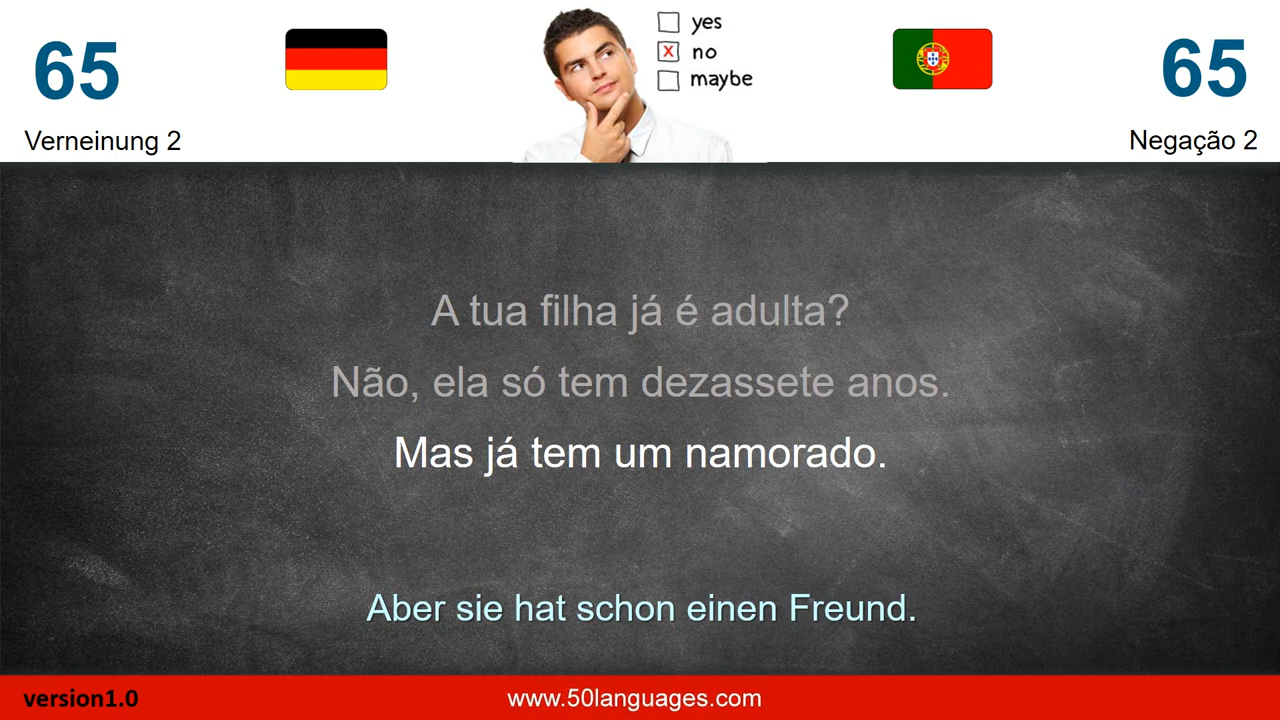 65
yes
no
maybe
65
Verneinung 2
Negação 2
A tua filha já é adulta?
Não, ela só tem dezassete anos.
Mas já tem um namorado.
Aber sie hat schon einen Freund.
version1.0
www.50languages.com